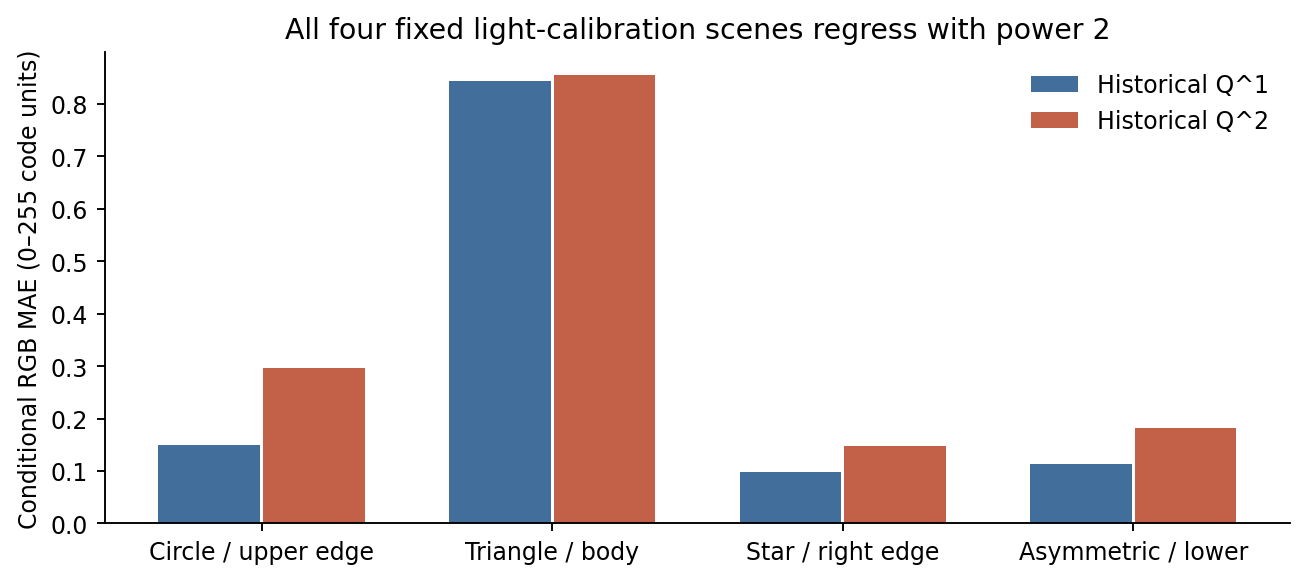 All four fixed light-calibration scenes regress with power 2
Conditional RGB MAE (0–255 code units)
0.8
0.7
0.6
0.5
0.4
0.3
0.2
0.1
0.0
Historical Q^1
Historical Q^2
Circle / upper edge
Triangle / body
Star / right edge
Asymmetric / lower